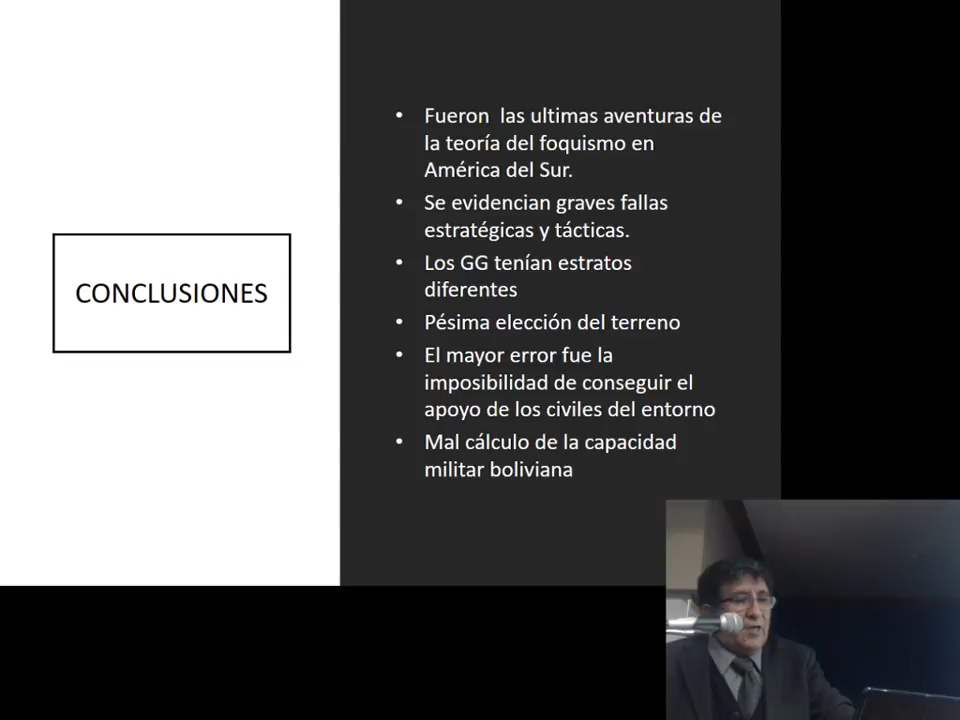 CONCLUSIONES
• Fueron las ultimas aventuras de
la teoría del foquismo en
América del Sur.
• Se evidencian graves fallas
estratégicas y tácticas.
• Los GG tenían estratos
diferentes
• Pésima elección del terreno
• El mayor error fue la
imposibilidad de conseguir el
apoyo de los civiles del entorno
• Mal cálculo de la capacidad
militar boliviana